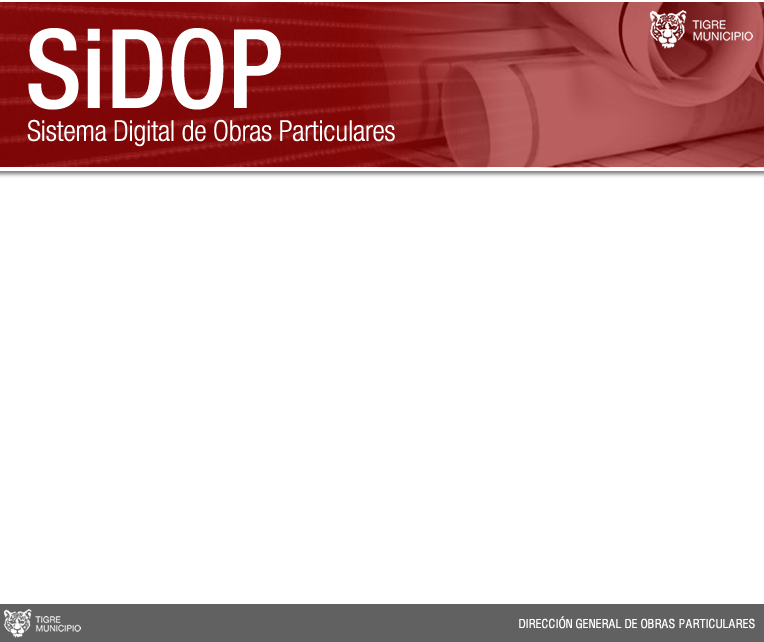 SiDOP
Sistema Digital de Obras Particulares
TIGRE
MUNICIPIO
TIGRE
MUNICIPIO
DIRECCIÓN GENERAL DE OBRAS PARTICULARES